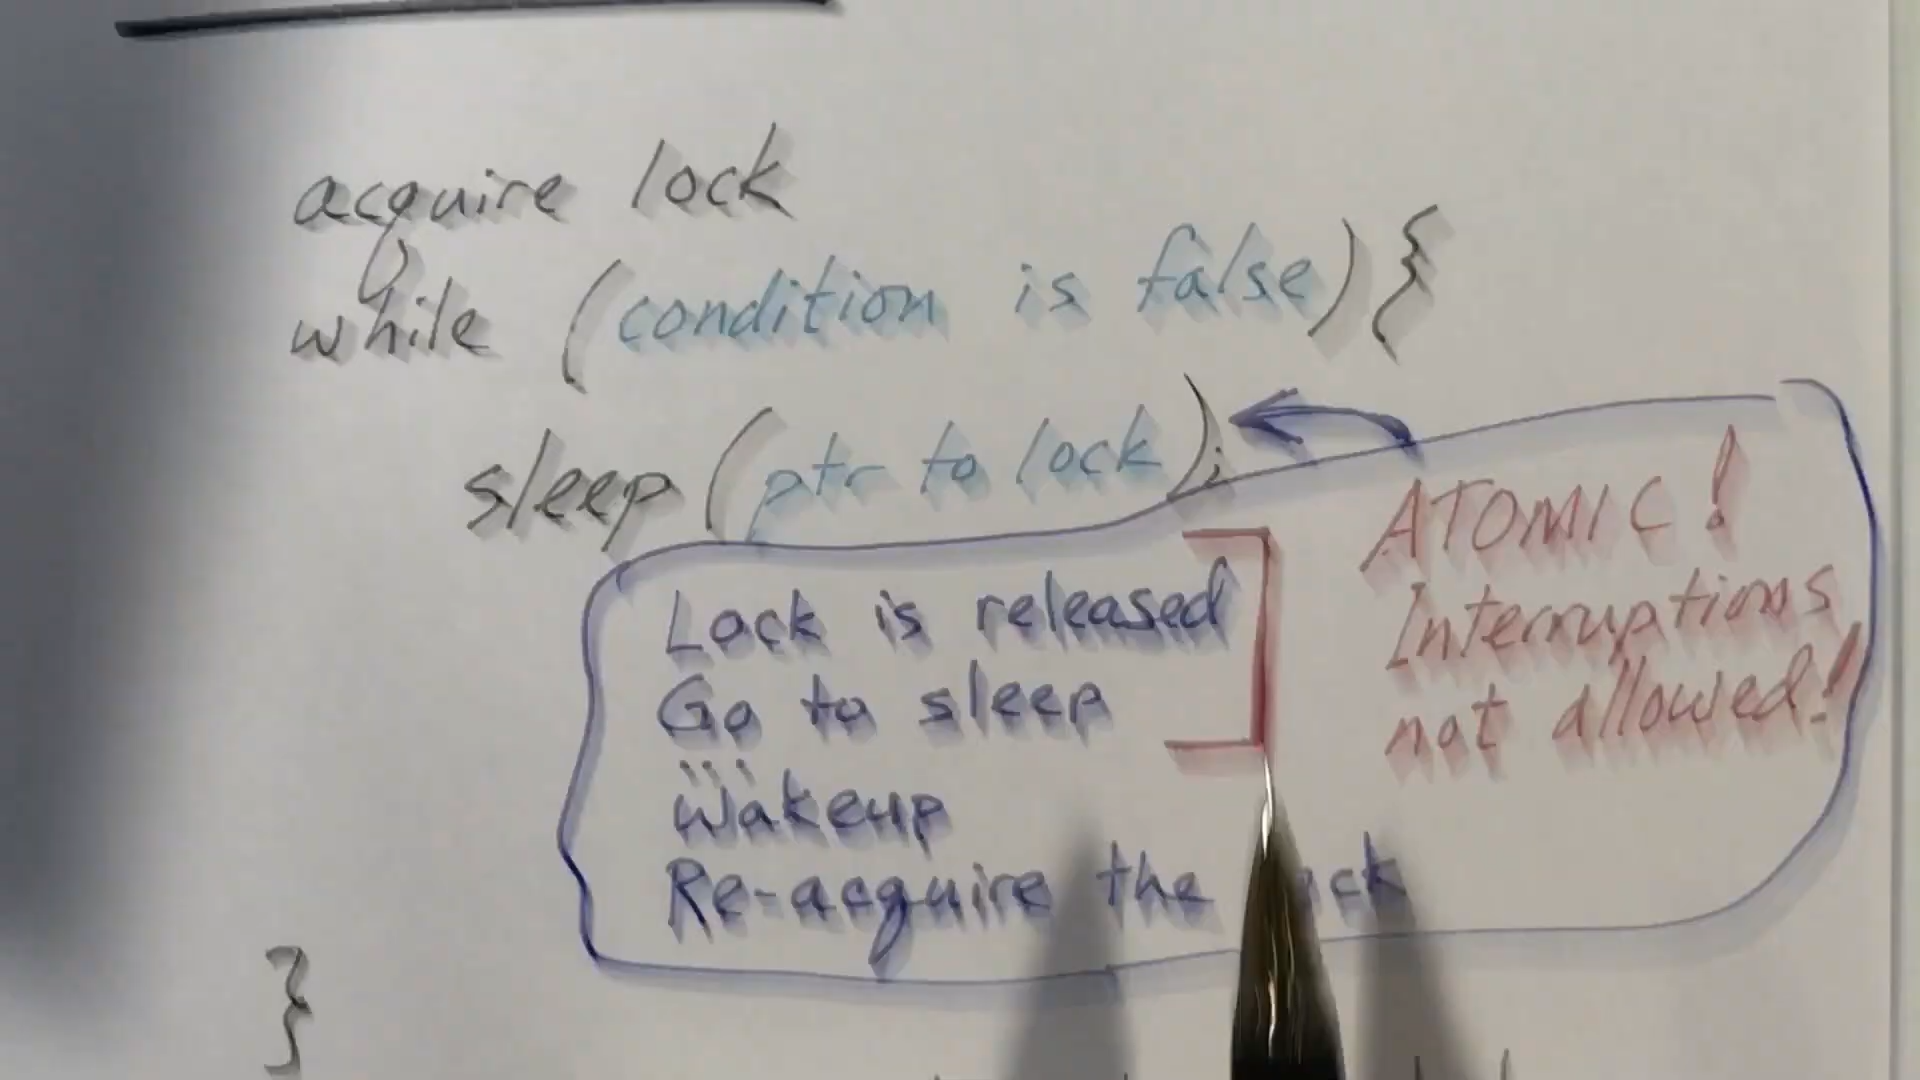 acquire lock
while (condition is false) {
sleep (ptr to lock);
Lock is released
Go to sleep
...
Wakeup
Re-acquire the
}
ATOMIC!
Interruptions
not allowed!